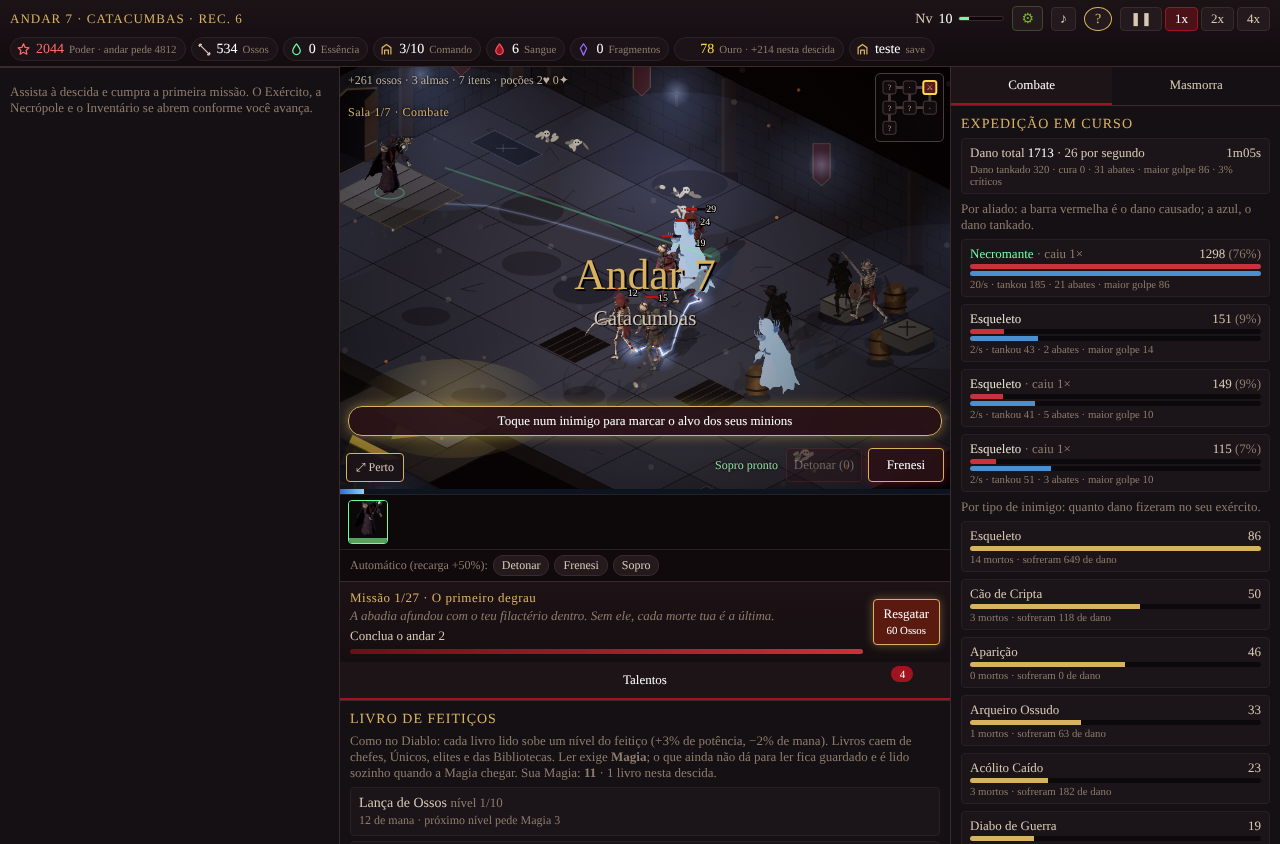 ANDAR 7 · CATACUMBAS · REC. 6
Nv 10
?
1x
2x
4x
2044 Poder · andar pede 4812
534 Ossos
0 Essência
3/10 Comando
6 Sangue
0 Fragmentos
78 Ouro · +214 nesta descida
teste save
Assista à descida e cumpra a primeira missão. O Exército, a
Necrópole e o Inventário se abrem conforme você avança.
+261 ossos · 3 almas · 7 itens · poções 2♥ 0✦
Sala 1/7 · Combate
29
24
19
12
15
Andar 7
Catacumbas
Toque num inimigo para marcar o alvo dos seus minions
⤢ Perto
Sopro pronto
Detonar (0)
Frenesi
Automático (recarga +50%):
Detonar
Frenesi
Sopro
Missão 1/27 · O primeiro degrau
A abadia afundou com o teu filactério dentro. Sem ele, cada morte tua é a última.
Conclua o andar 2
Resgatar
60 Ossos
Talentos
4
LIVRO DE FEITIÇOS
Como no Diablo: cada livro lido sobe um nível do feitiço (+3% de potência, −2% de mana). Livros caem de
chefes, Únicos, elites e das Bibliotecas. Ler exige Magia; o que ainda não dá para ler fica guardado e é lido
sozinho quando a Magia chegar. Sua Magia: 11 · 1 livro nesta descida.
Lança de Ossos nível 1/10
12 de mana · próximo nível pede Magia 3
Combate
Masmorra
EXPEDIÇÃO EM CURSO
Dano total 1713 · 26 por segundo
1m05s
Dano tankado 320 · cura 0 · 31 abates · maior golpe 86 · 3%
críticos
Por aliado: a barra vermelha é o dano causado; a azul, o
dano tankado.
Necromante · caiu 1×
1298 (76%)
20/s · tankou 185 · 21 abates · maior golpe 86
Esqueleto
151 (9%)
2/s · tankou 43 · 2 abates · maior golpe 14
Esqueleto · caiu 1×
149 (9%)
2/s · tankou 41 · 5 abates · maior golpe 10
Esqueleto · caiu 1×
115 (7%)
2/s · tankou 51 · 3 abates · maior golpe 10
Por tipo de inimigo: quanto dano fizeram no seu exército.
Esqueleto
86
14 mortos · sofreram 649 de dano
Cão de Cripta
50
3 mortos · sofreram 118 de dano
Aparição
46
0 mortos · sofreram 0 de dano
Arqueiro Ossudo
33
1 mortos · sofreram 63 de dano
Acólito Caído
23
3 mortos · sofreram 182 de dano
Diabo de Guerra
19